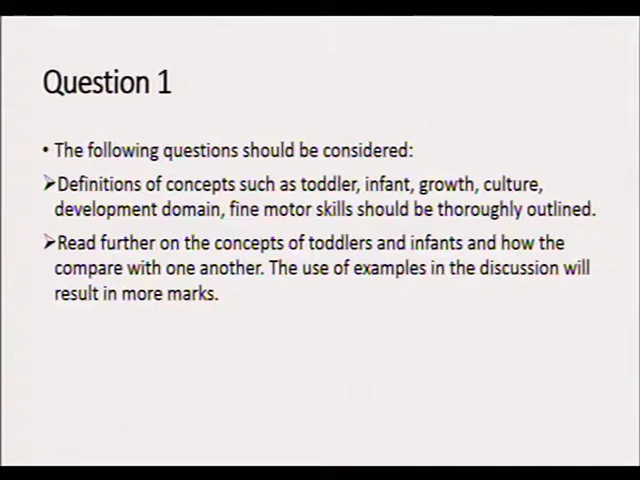 Question 1
• The following questions should be considered:
➢Definitions of concepts such as toddler, infant, growth, culture,
development domain, fine motor skills should be thoroughly outlined.
➢Read further on the concepts of toddlers and infants and how the
compare with one another. The use of examples in the discussion will
result in more marks.